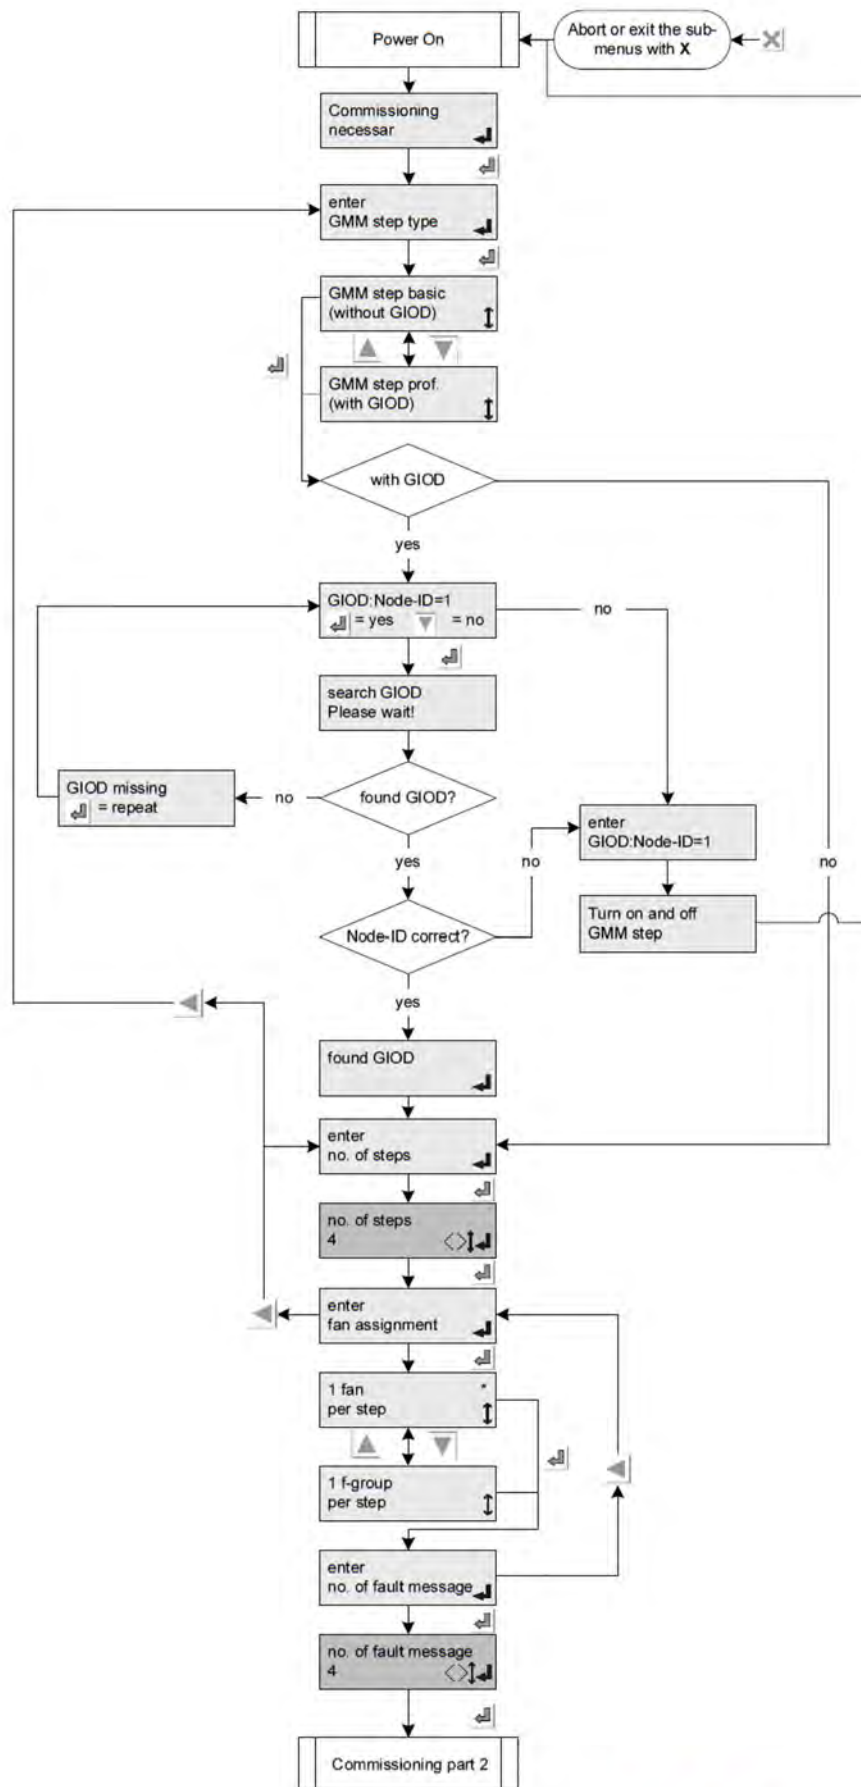 Power On
Abort or exit the sub-
menus with X
Commissioning
necessar
enter
GMM step type
GMM step basic
(without GIOD)
GMM step prof.
(with GIOD)
with GIOD
yes
GIOD:Node-ID=1
= yes = no
no
search GIOD
Please wait!
GIOD missing
= repeat
no
found GIOD?
enter
GIOD:Node-ID=1
yes
no
no
Turn on and off
GMM step
Node-ID correct?
yes
found GIOD
enter
no. of steps
no. of steps
4
enter
fan assignment
1 fan *
per step
1 f-group
per step
enter
no. of fault message
no. of fault message
4
Commissioning part 2